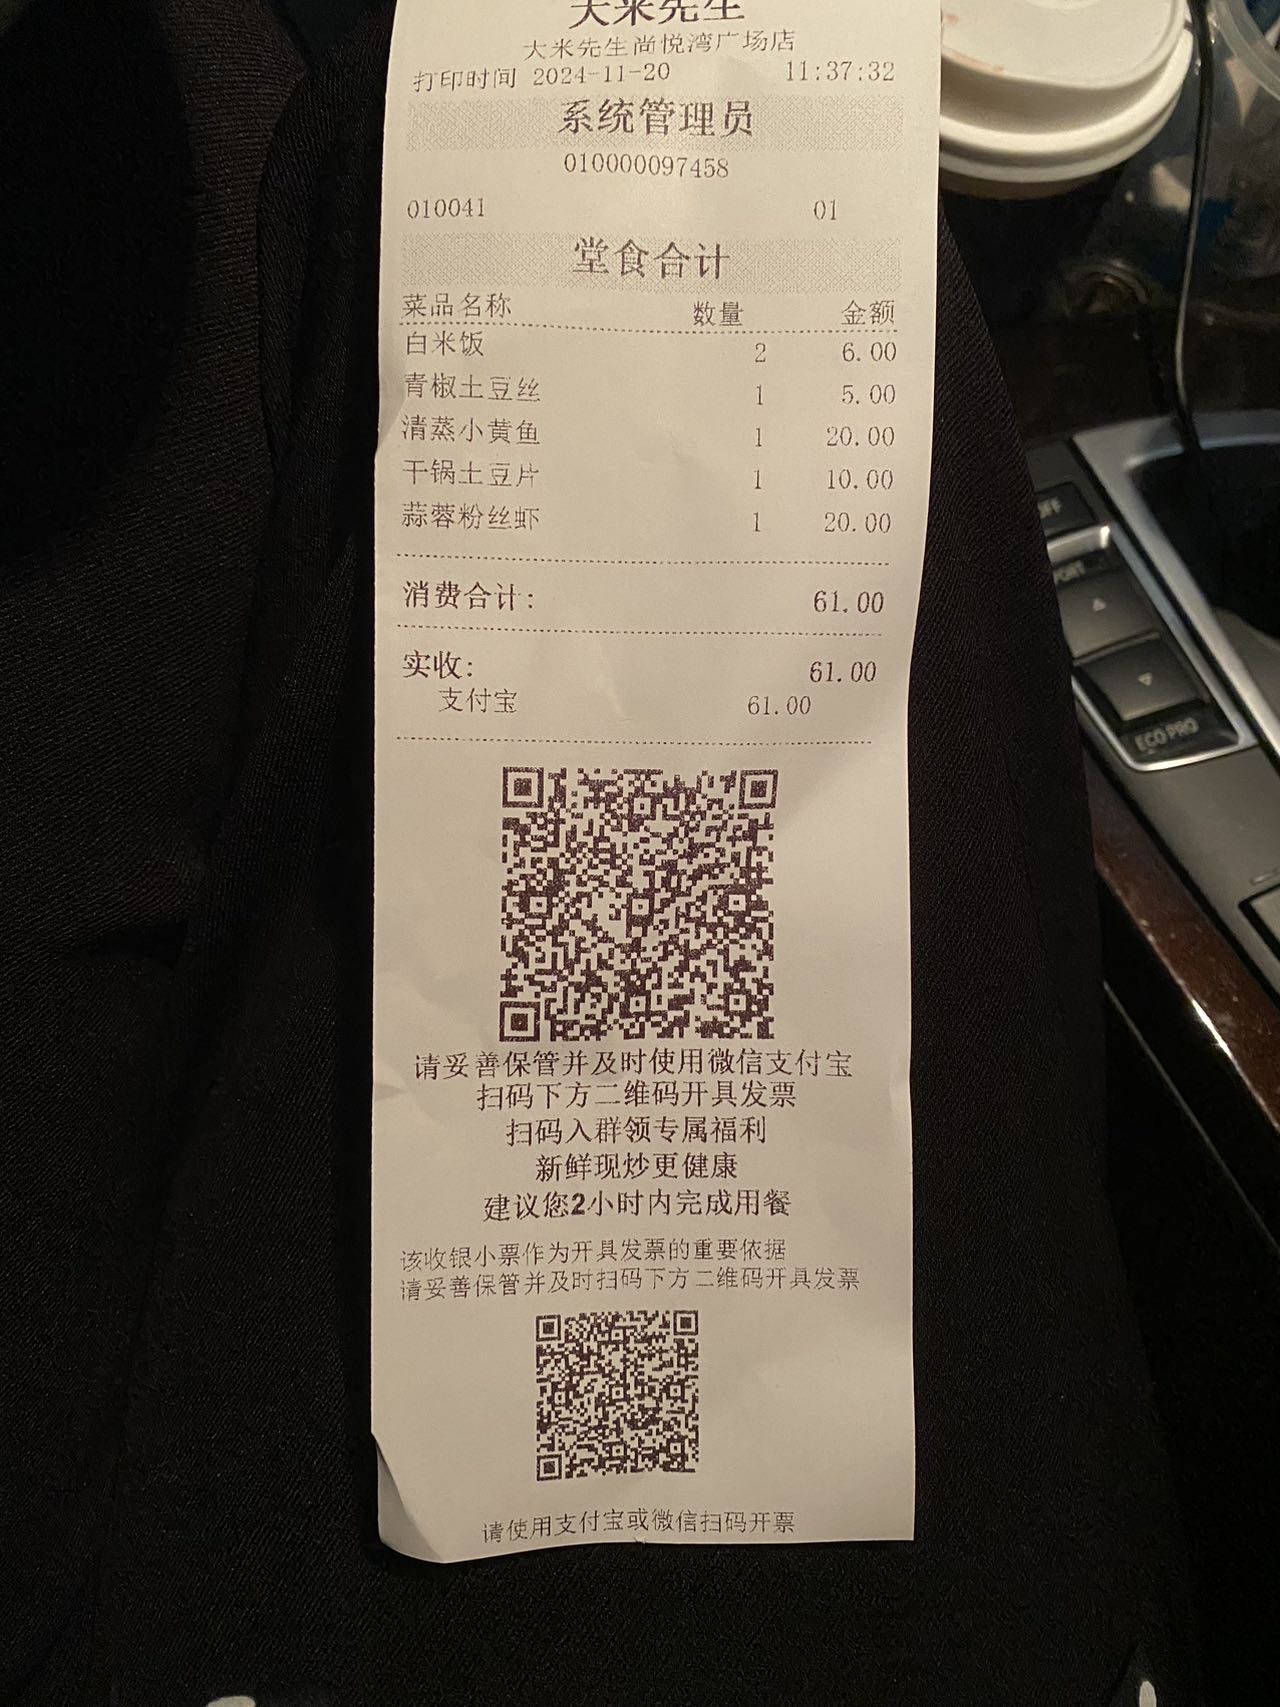 大米先生
大米先生尚悦湾广场店
打印时间 2024-11-20 11:37:32
系统管理员
010000097458
010041 01
堂食合计
菜品名称 数量 金额
白米饭 2 6.00
青椒土豆丝 1 5.00
清蒸小黄鱼 1 20.00
干锅土豆片 1 10.00
蒜蓉粉丝虾 1 20.00
消费合计: 61.00
实收: 61.00
支付宝 61.00
请妥善保管并及时使用微信支付宝
扫码下方二维码开具发票
扫码入群领专属福利
新鲜现炒更健康
建议您2小时内完成用餐
该收银小票作为开具发票的重要依据
请妥善保管并及时扫码下方二维码开具发票
请使用支付宝或微信扫码开票
ECO PRO